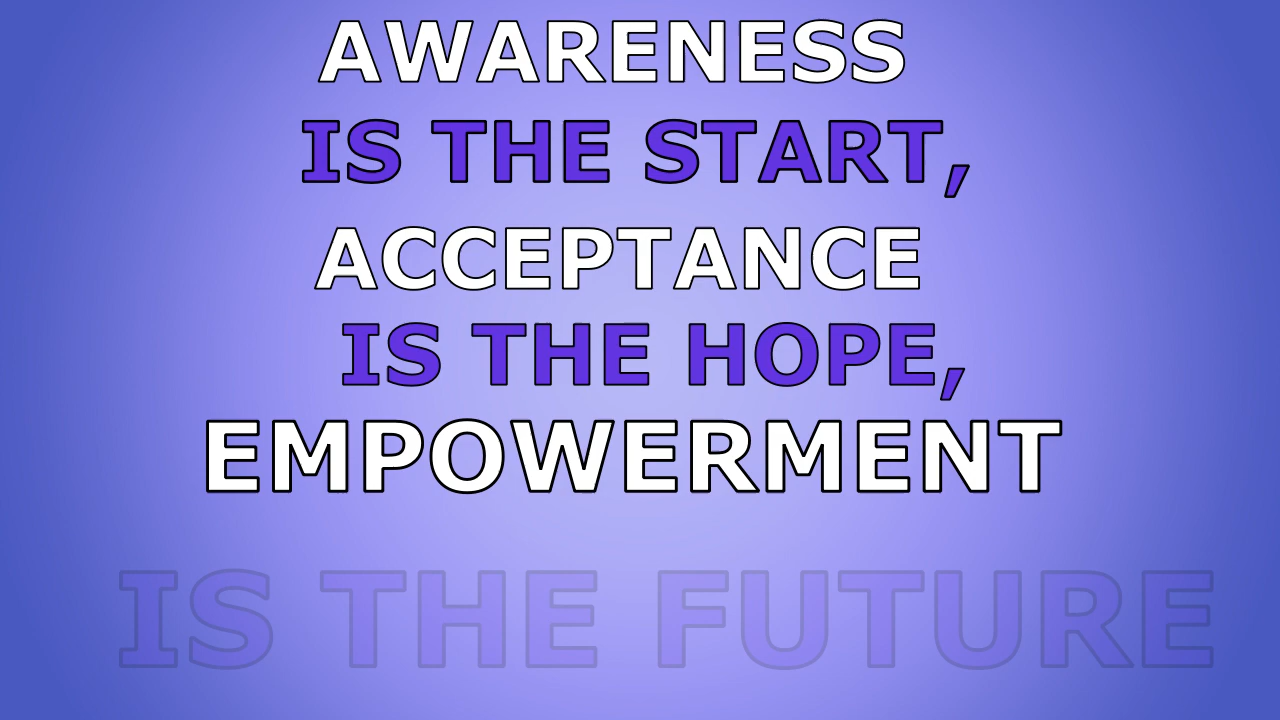 AWARENESS
IS THE START,
ACCEPTANCE
IS THE HOPE,
EMPOWERMENT
IS THE FUTURE